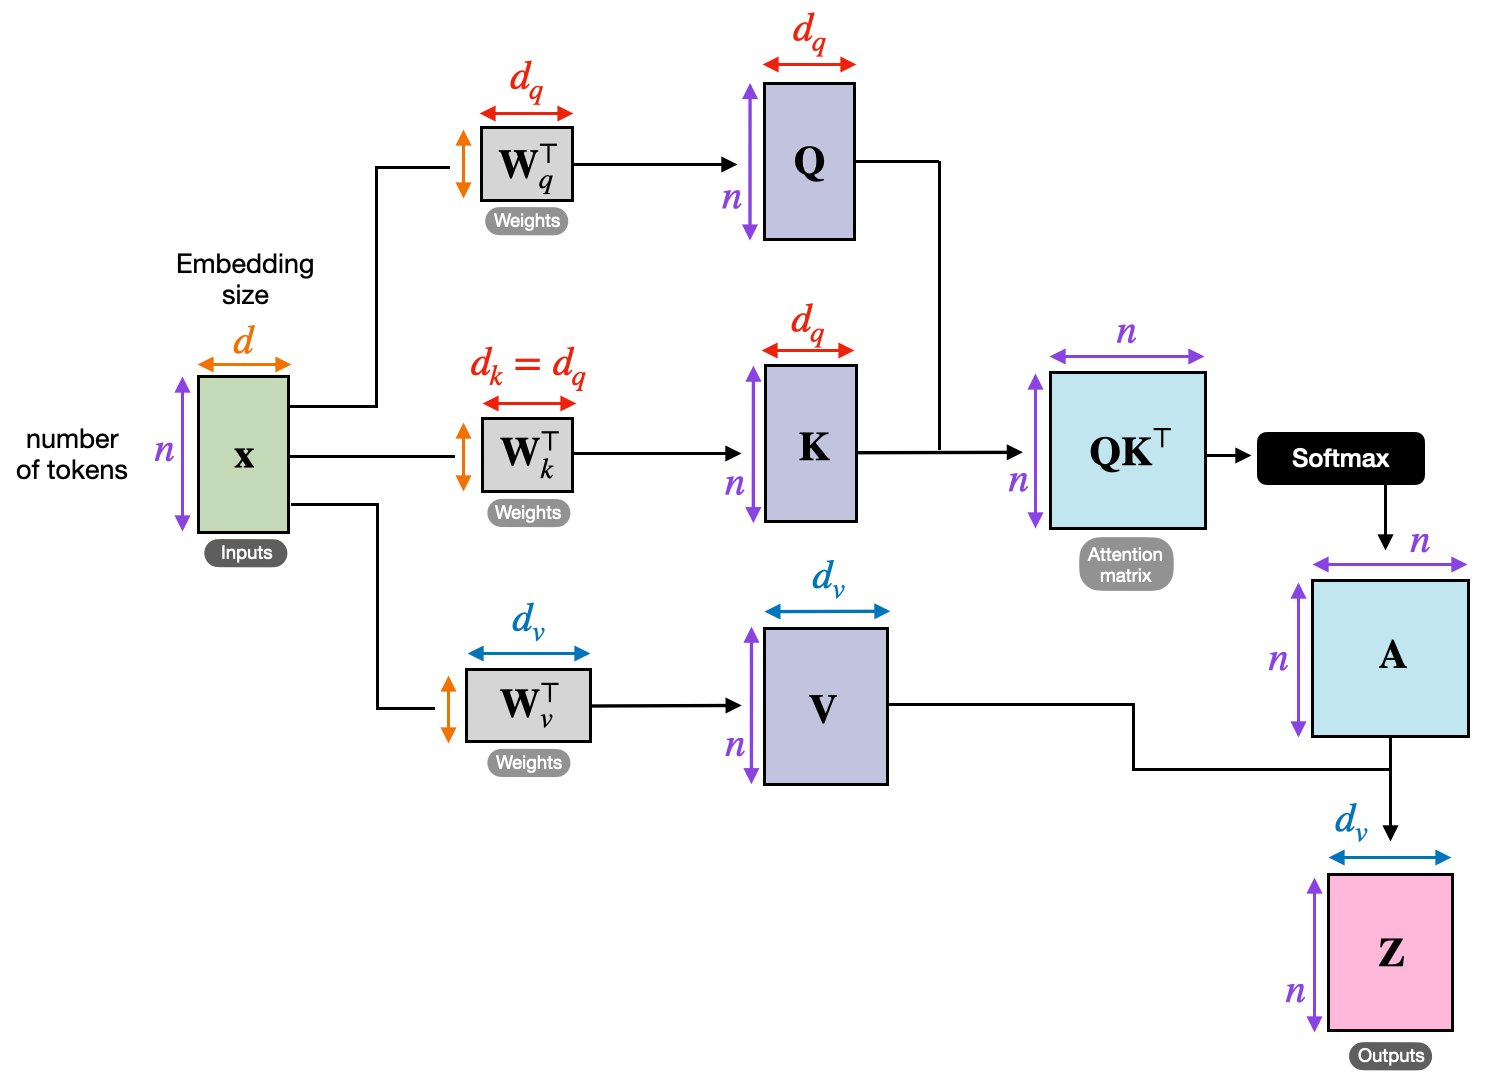 d_q
d_q
W_q^⊤
Q
n
Weights
Embedding
size
d
number
of tokens
n
x
Inputs
d_k = d_q
W_k^⊤
Weights
d_q
K
n
n
QK^⊤
n
Attention
matrix
Softmax
d_v
W_v^⊤
Weights
d_v
V
n
n
A
n
d_v
Z
n
Outputs